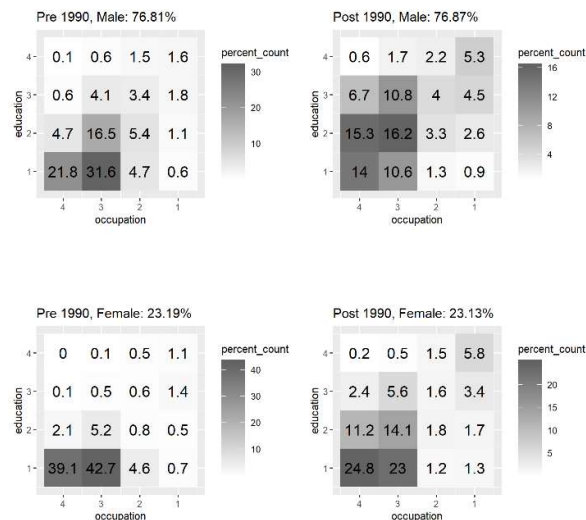 Pre 1990, Male: 76.81%
4 0.1 0.6 1.5 1.6
3 0.6 4.1 3.4 1.8
2 4.7 16.5 5.4 1.1
1 21.8 31.6 4.7 0.6
4 3 2 1
occupation
education
percent_count
30
20
10
Post 1990, Male: 76.87%
4 0.6 1.7 2.2 5.3
3 6.7 10.8 4 4.5
2 15.3 16.2 3.3 2.6
1 14 10.6 1.3 0.9
4 3 2 1
occupation
education
percent_count
16
12
8
4
Pre 1990, Female: 23.19%
4 0 0.1 0.5 1.1
3 0.1 0.5 0.6 1.4
2 2.1 5.2 0.8 0.5
1 39.1 42.7 4.6 0.7
4 3 2 1
occupation
education
percent_count
40
30
20
10
Post 1990, Female: 23.13%
4 0.2 0.5 1.5 5.8
3 2.4 5.6 1.6 3.4
2 11.2 14.1 1.8 1.7
1 24.8 23 1.2 1.3
4 3 2 1
occupation
education
percent_count
20
15
10
5